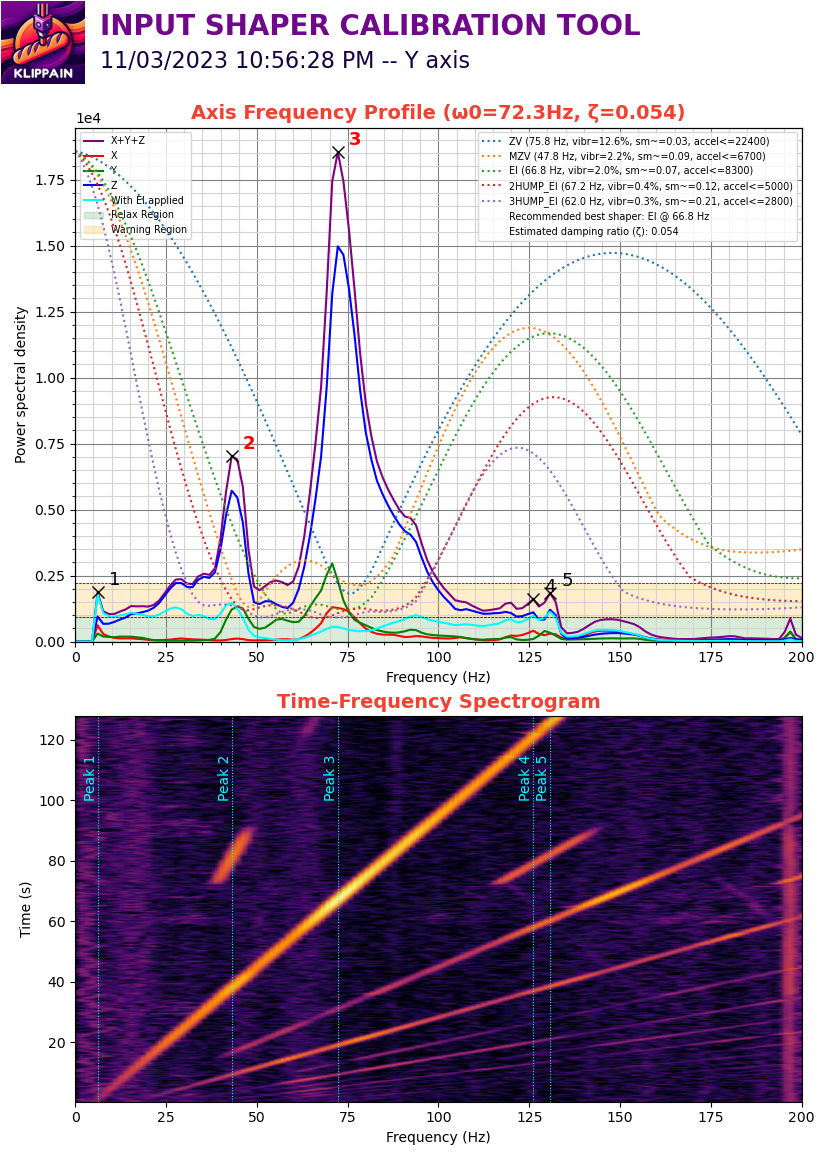 INPUT SHAPER CALIBRATION TOOL
11/03/2023 10:56:28 PM -- Y axis
KLIPPAIN
Axis Frequency Profile (ω0=72.3Hz, ζ=0.054)
1e4
X+Y+Z
X
Y
Z
With EI applied
Relax Region
Warning Region
ZV (75.8 Hz, vibr=12.6%, sm~=0.03, accel<=22400)
MZV (47.8 Hz, vibr=2.2%, sm~=0.09, accel<=6700)
EI (66.8 Hz, vibr=2.0%, sm~=0.07, accel<=8300)
2HUMP_EI (67.2 Hz, vibr=0.4%, sm~=0.12, accel<=5000)
3HUMP_EI (62.0 Hz, vibr=0.3%, sm~=0.21, accel<=2800)
Recommended best shaper: EI @ 66.8 Hz
Estimated damping ratio (ζ): 0.054
3
2
1
4
5
Power spectral density
1.75
1.50
1.25
1.00
0.75
0.50
0.25
0.00
0 25 50 75 100 125 150 175 200
Frequency (Hz)
Time-Frequency Spectrogram
Peak 1
Peak 2
Peak 3
Peak 4
Peak 5
Time (s)
120
100
80
60
40
20
0 25 50 75 100 125 150 175 200
Frequency (Hz)